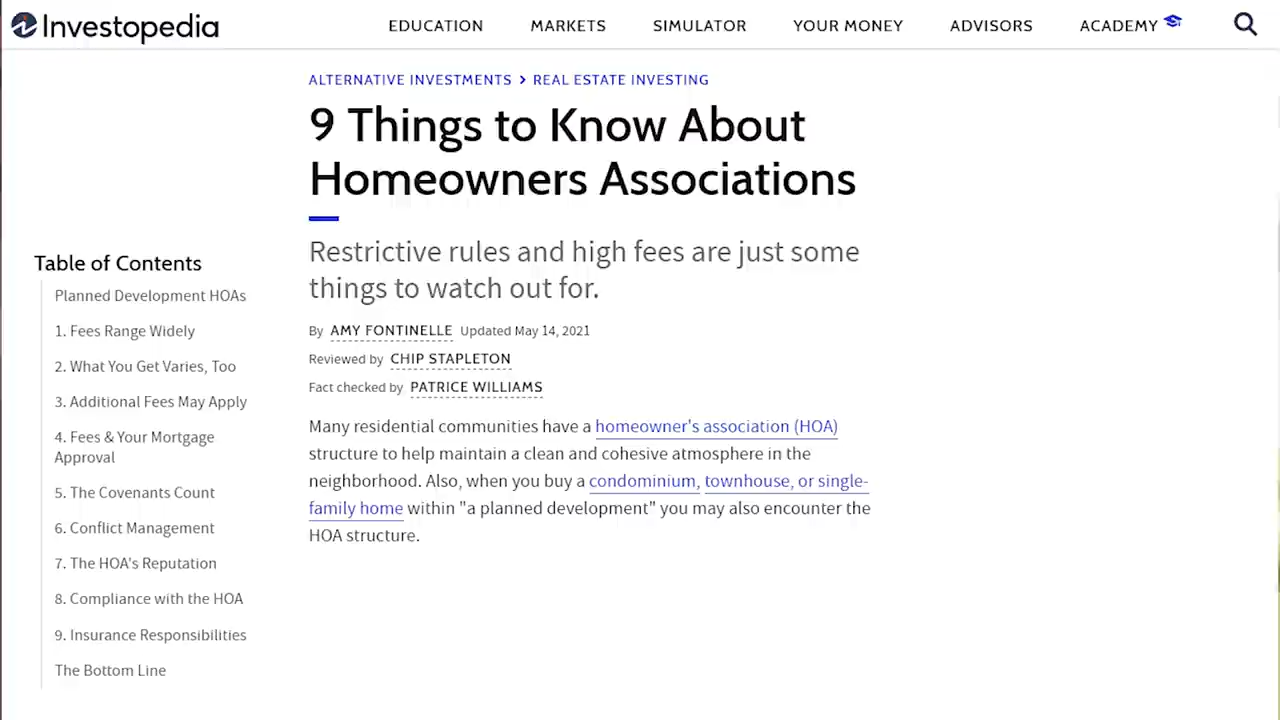 Investopedia
EDUCATION MARKETS SIMULATOR YOUR MONEY ADVISORS ACADEMY
ALTERNATIVE INVESTMENTS > REAL ESTATE INVESTING
9 Things to Know About
Homeowners Associations
Restrictive rules and high fees are just some
things to watch out for.
By AMY FONTINELLE Updated May 14, 2021
Reviewed by CHIP STAPLETON
Fact checked by PATRICE WILLIAMS
Many residential communities have a homeowner's association (HOA)
structure to help maintain a clean and cohesive atmosphere in the
neighborhood. Also, when you buy a condominium, townhouse, or single-
family home within "a planned development" you may also encounter the
HOA structure.
Table of Contents
Planned Development HOAs
1. Fees Range Widely
2. What You Get Varies, Too
3. Additional Fees May Apply
4. Fees & Your Mortgage
Approval
5. The Covenants Count
6. Conflict Management
7. The HOA's Reputation
8. Compliance with the HOA
9. Insurance Responsibilities
The Bottom Line